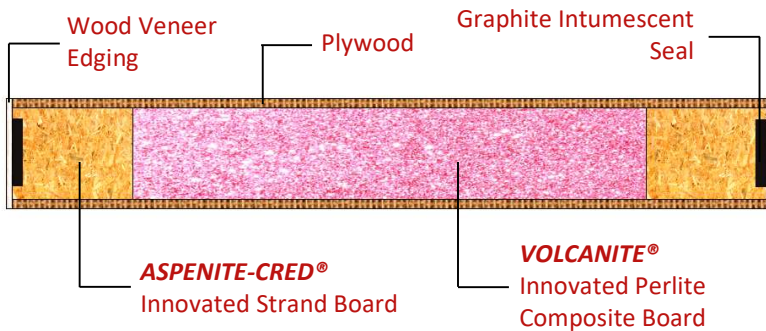 Wood Veneer
Edging
Plywood
Graphite Intumescent
Seal
ASPENITE-CRED®
Innovated Strand Board
VOLCANITE®
Innovated Perlite
Composite Board